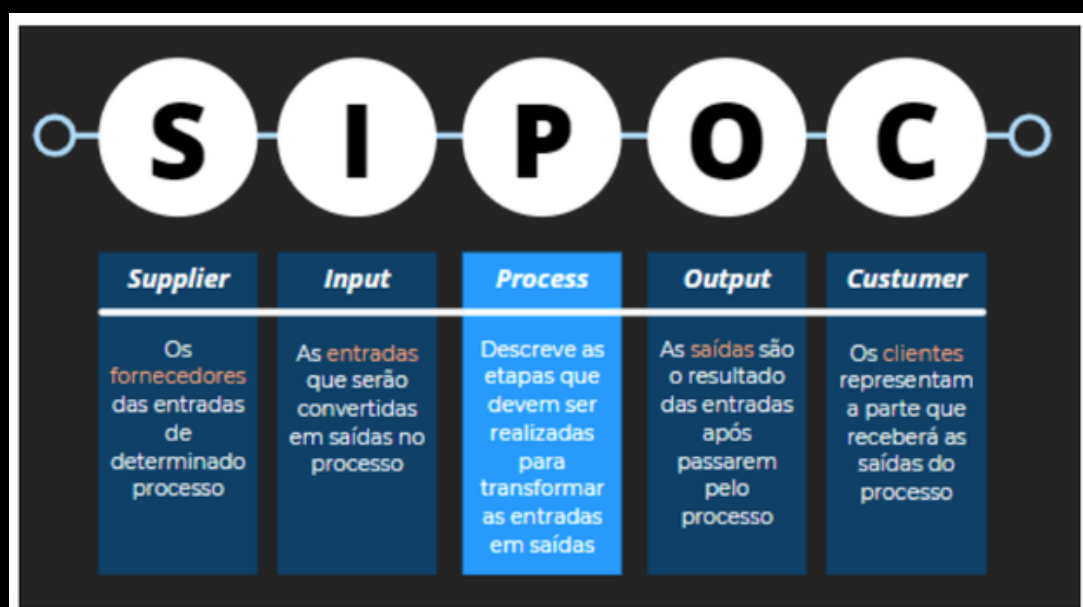 S I P O C
Supplier
Os
fornecedores
das entradas
de
determinado
processo
Input
As entradas
que serão
convertidas
em saídas no
processo
Process
Descreve as
etapas que
devem ser
realizadas
para
transformar
as entradas
em saídas
Output
As saídas são
o resultado
das entradas
após
passarem
pelo
processo
Custumer
Os clientes
representam
a parte que
receberá as
saídas do
processo